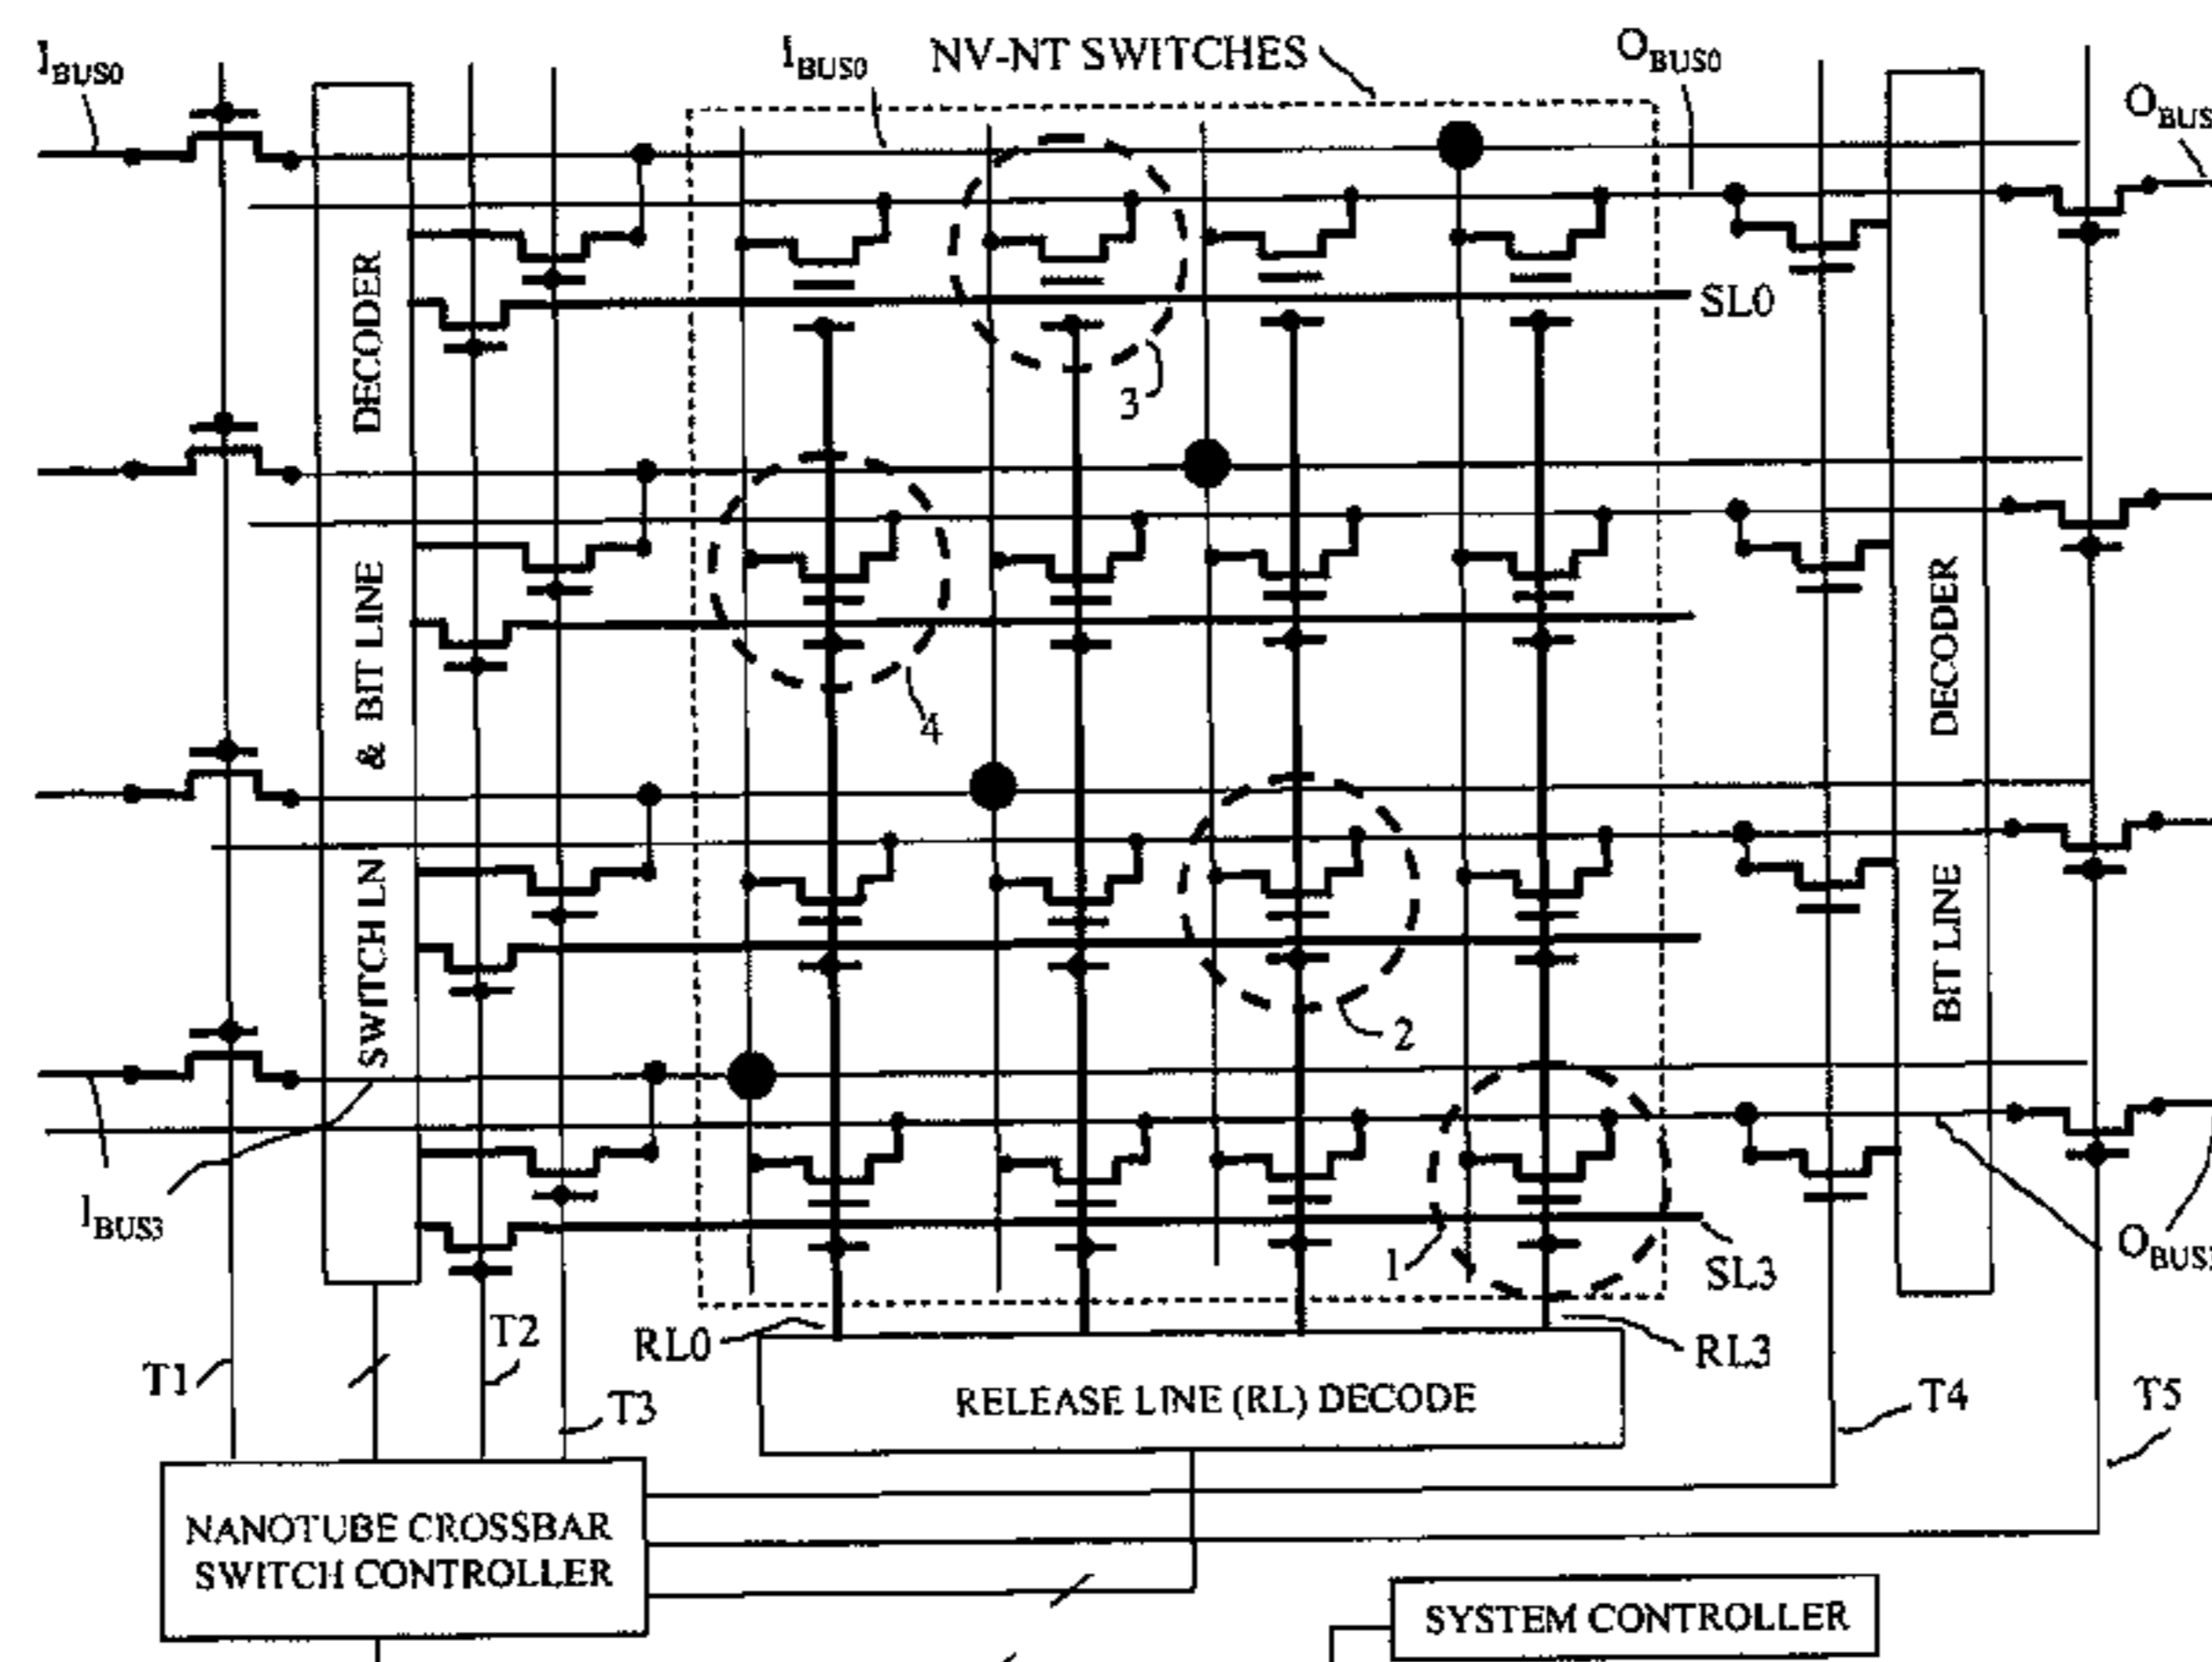 IBUS0
IBUS0
NV-NT SWITCHES
OBUS0
OBUS
DECODER
SL0
3
& BIT LINE
DECODER
4
SWITCH LN
BIT LINE
2
IBUS3
1
SL3
OBUS
RL0
RL3
T1
T2
T3
RELEASE LINE (RL) DECODE
T4
T5
NANOTUBE CROSSBAR
SWITCH CONTROLLER
SYSTEM CONTROLLER